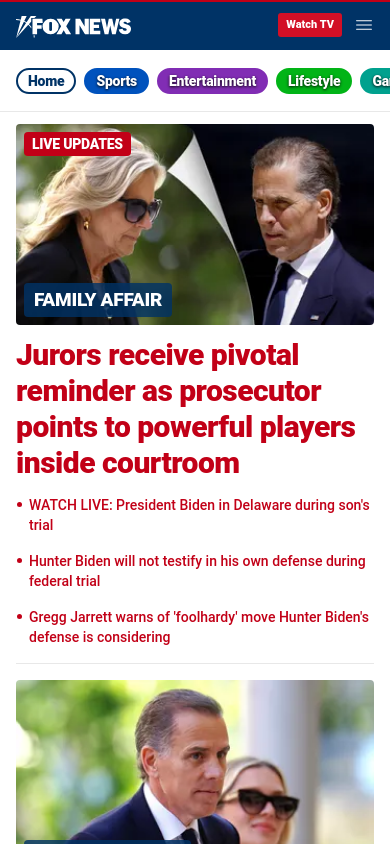 FOX NEWS
Watch TV
Home
Sports
Entertainment
Lifestyle
LIVE UPDATES
FAMILY AFFAIR
Jurors receive pivotal
reminder as prosecutor
points to powerful players
inside courtroom
• WATCH LIVE: President Biden in Delaware during son's
trial
• Hunter Biden will not testify in his own defense during
federal trial
• Gregg Jarrett warns of 'foolhardy' move Hunter Biden's
defense is considering